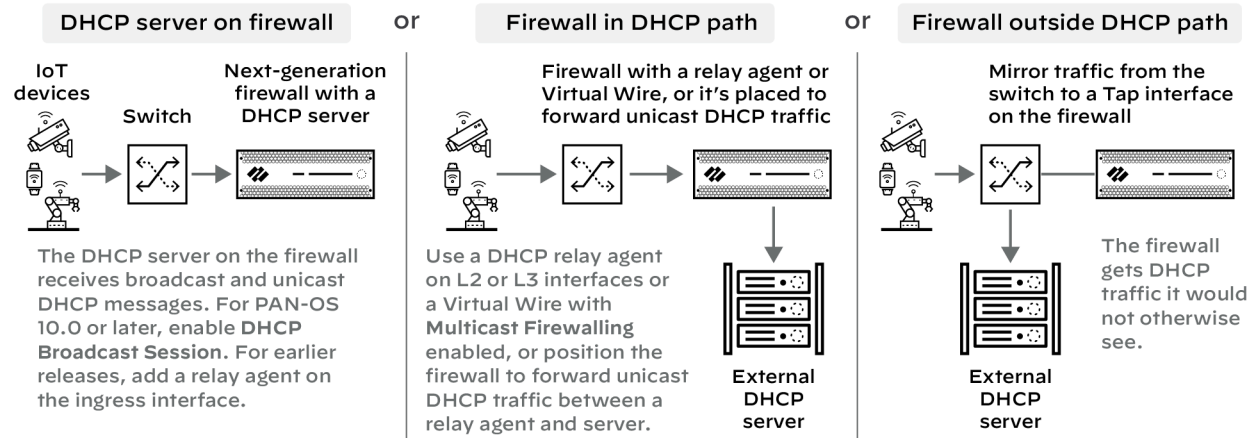 DHCP server on firewall
or
Firewall in DHCP path
or
Firewall outside DHCP path
IoT
devices
Switch
Next-generation
firewall with a
DHCP server
The DHCP server on the firewall
receives broadcast and unicast
DHCP messages. For PAN-OS
10.0 or later, enable DHCP
Broadcast Session. For earlier
releases, add a relay agent on
the ingress interface.
Firewall with a relay agent or
Virtual Wire, or it's placed to
forward unicast DHCP traffic
Use a DHCP relay agent
on L2 or L3 interfaces or
a Virtual Wire with
Multicast Firewalling
enabled, or position the
firewall to forward unicast
DHCP traffic between a
relay agent and server.
External
DHCP
server
Mirror traffic from the
switch to a Tap interface
on the firewall
The firewall
gets DHCP
traffic it would
not otherwise
see.
External
DHCP
server